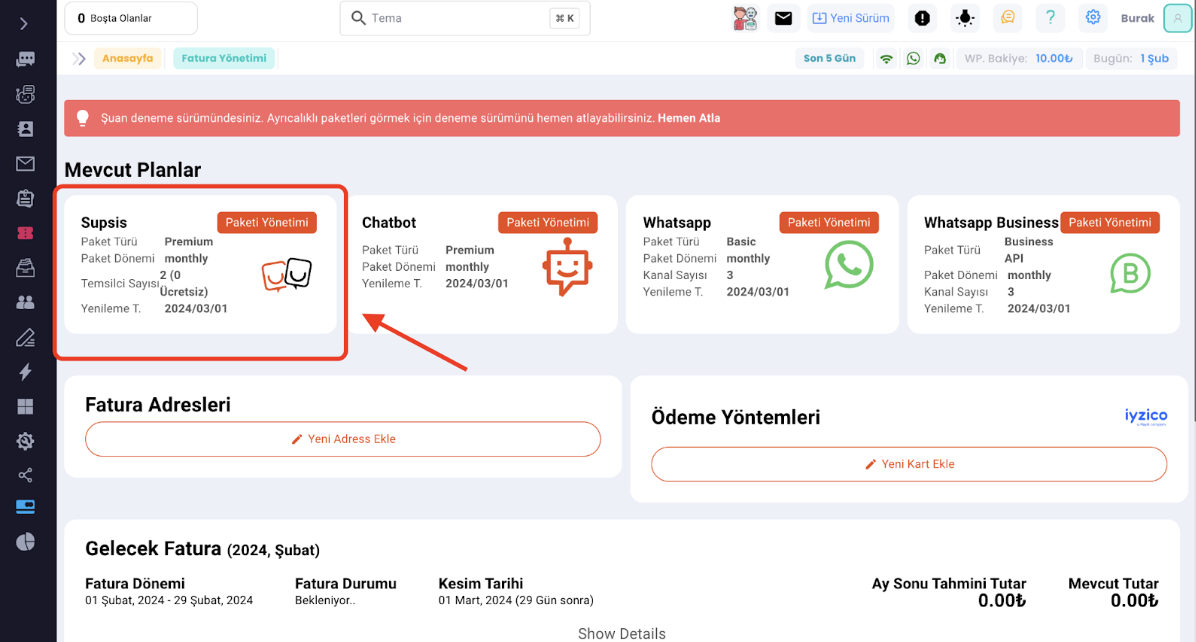 0 Boşta Olanlar
Tema
⌘ K
Yeni Sürüm
Burak
Anasayfa
Fatura Yönetimi
Son 5 Gün
WP. Bakiye: 10.00₺
Bugün: 1 Şub
Şuan deneme sürümündesiniz. Ayrıcalıklı paketleri görmek için deneme sürümünü hemen atlayabilirsiniz. Hemen Atla
Mevcut Planlar
Supsis
Paketi Yönetimi
Paket Türü Premium
Paket Dönemi monthly
Temsilci Sayısı 2 (0 Ücretsiz)
Yenileme T. 2024/03/01
Chatbot
Paketi Yönetimi
Paket Türü Premium
Paket Dönemi monthly
Yenileme T. 2024/03/01
Whatsapp
Paketi Yönetimi
Paket Türü Basic
Paket Dönemi monthly
Kanal Sayısı 3
Yenileme T. 2024/03/01
Whatsapp Business
Paketi Yönetimi
Paket Türü Business API
Paket Dönemi monthly
Kanal Sayısı 3
Yenileme T. 2024/03/01
B
Fatura Adresleri
Yeni Adress Ekle
Ödeme Yöntemleri
iyzico
Yeni Kart Ekle
Gelecek Fatura (2024, Şubat)
Fatura Dönemi
01 Şubat, 2024 - 29 Şubat, 2024
Fatura Durumu
Bekleniyor..
Kesim Tarihi
01 Mart, 2024 (29 Gün sonra)
Ay Sonu Tahmini Tutar
0.00₺
Mevcut Tutar
0.00₺
Show Details